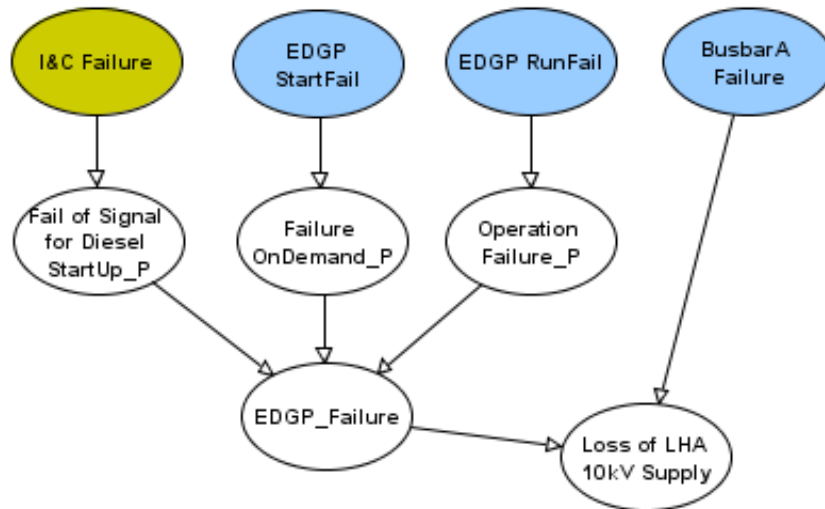 I&C Failure
EDGP
StartFail
EDGP RunFail
BusbarA
Failure
Fail of Signal
for Diesel
StartUp_P
Failure
OnDemand_P
Operation
Failure_P
EDGP_Failure
Loss of LHA
10kV Supply